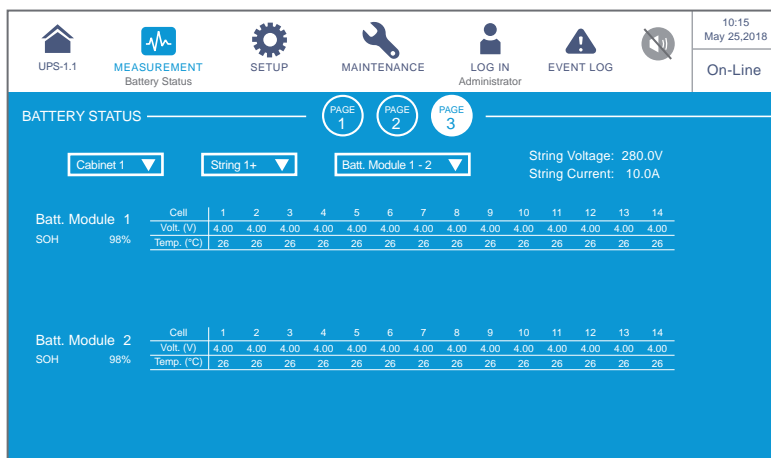 10:15
May 25,2018
UPS-1.1 MEASUREMENT SETUP MAINTENANCE LOG IN EVENT LOG
Battery Status Administrator
On-Line
BATTERY STATUS PAGE 1 PAGE 2 PAGE 3
Cabinet 1 String 1+ Batt. Module 1 - 2
String Voltage: 280.0V
String Current: 10.0A
Batt. Module 1
SOH 98%
Cell 1 2 3 4 5 6 7 8 9 10 11 12 13 14
Volt. (V) 4.00 4.00 4.00 4.00 4.00 4.00 4.00 4.00 4.00 4.00 4.00 4.00 4.00 4.00
Temp. (°C) 26 26 26 26 26 26 26 26 26 26 26 26 26 26
Batt. Module 2
SOH 98%
Cell 1 2 3 4 5 6 7 8 9 10 11 12 13 14
Volt. (V) 4.00 4.00 4.00 4.00 4.00 4.00 4.00 4.00 4.00 4.00 4.00 4.00 4.00 4.00
Temp. (°C) 26 26 26 26 26 26 26 26 26 26 26 26 26 26